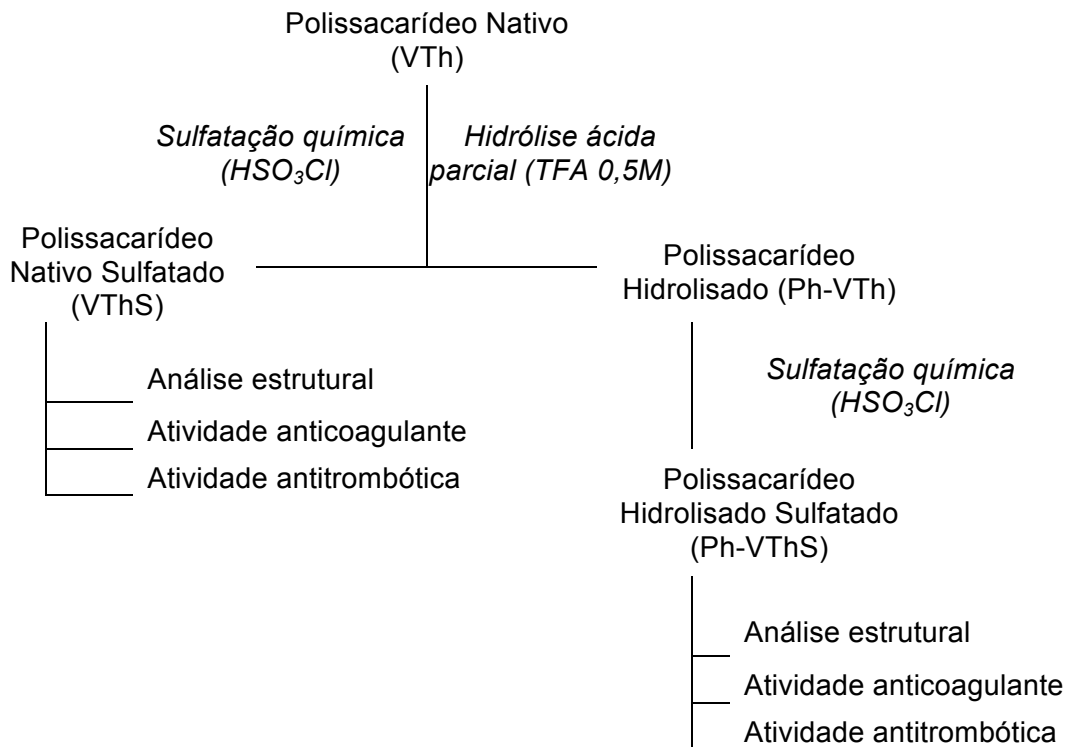 Polissacarídeo Nativo
(VTh)
Sulfatação química
(HSO₃Cl)
Hidrólise ácida
parcial (TFA 0,5M)
Polissacarídeo
Nativo Sulfatado
(VThS)
Polissacarídeo
Hidrolisado (Ph-VTh)
Análise estrutural
Atividade anticoagulante
Atividade antitrombótica
Sulfatação química
(HSO₃Cl)
Polissacarídeo
Hidrolisado Sulfatado
(Ph-VThS)
Análise estrutural
Atividade anticoagulante
Atividade antitrombótica